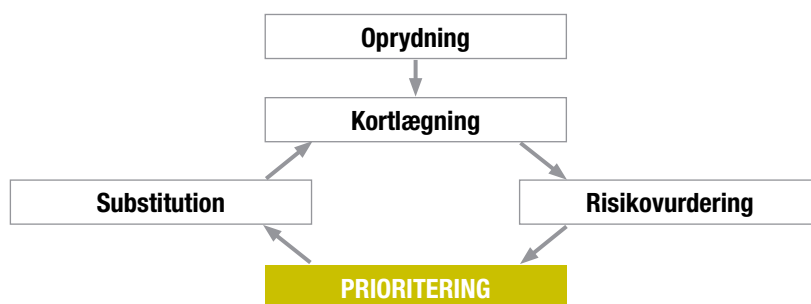 Oprydning
Kortlægning
Substitution
Risikovurdering
PRIORITERING